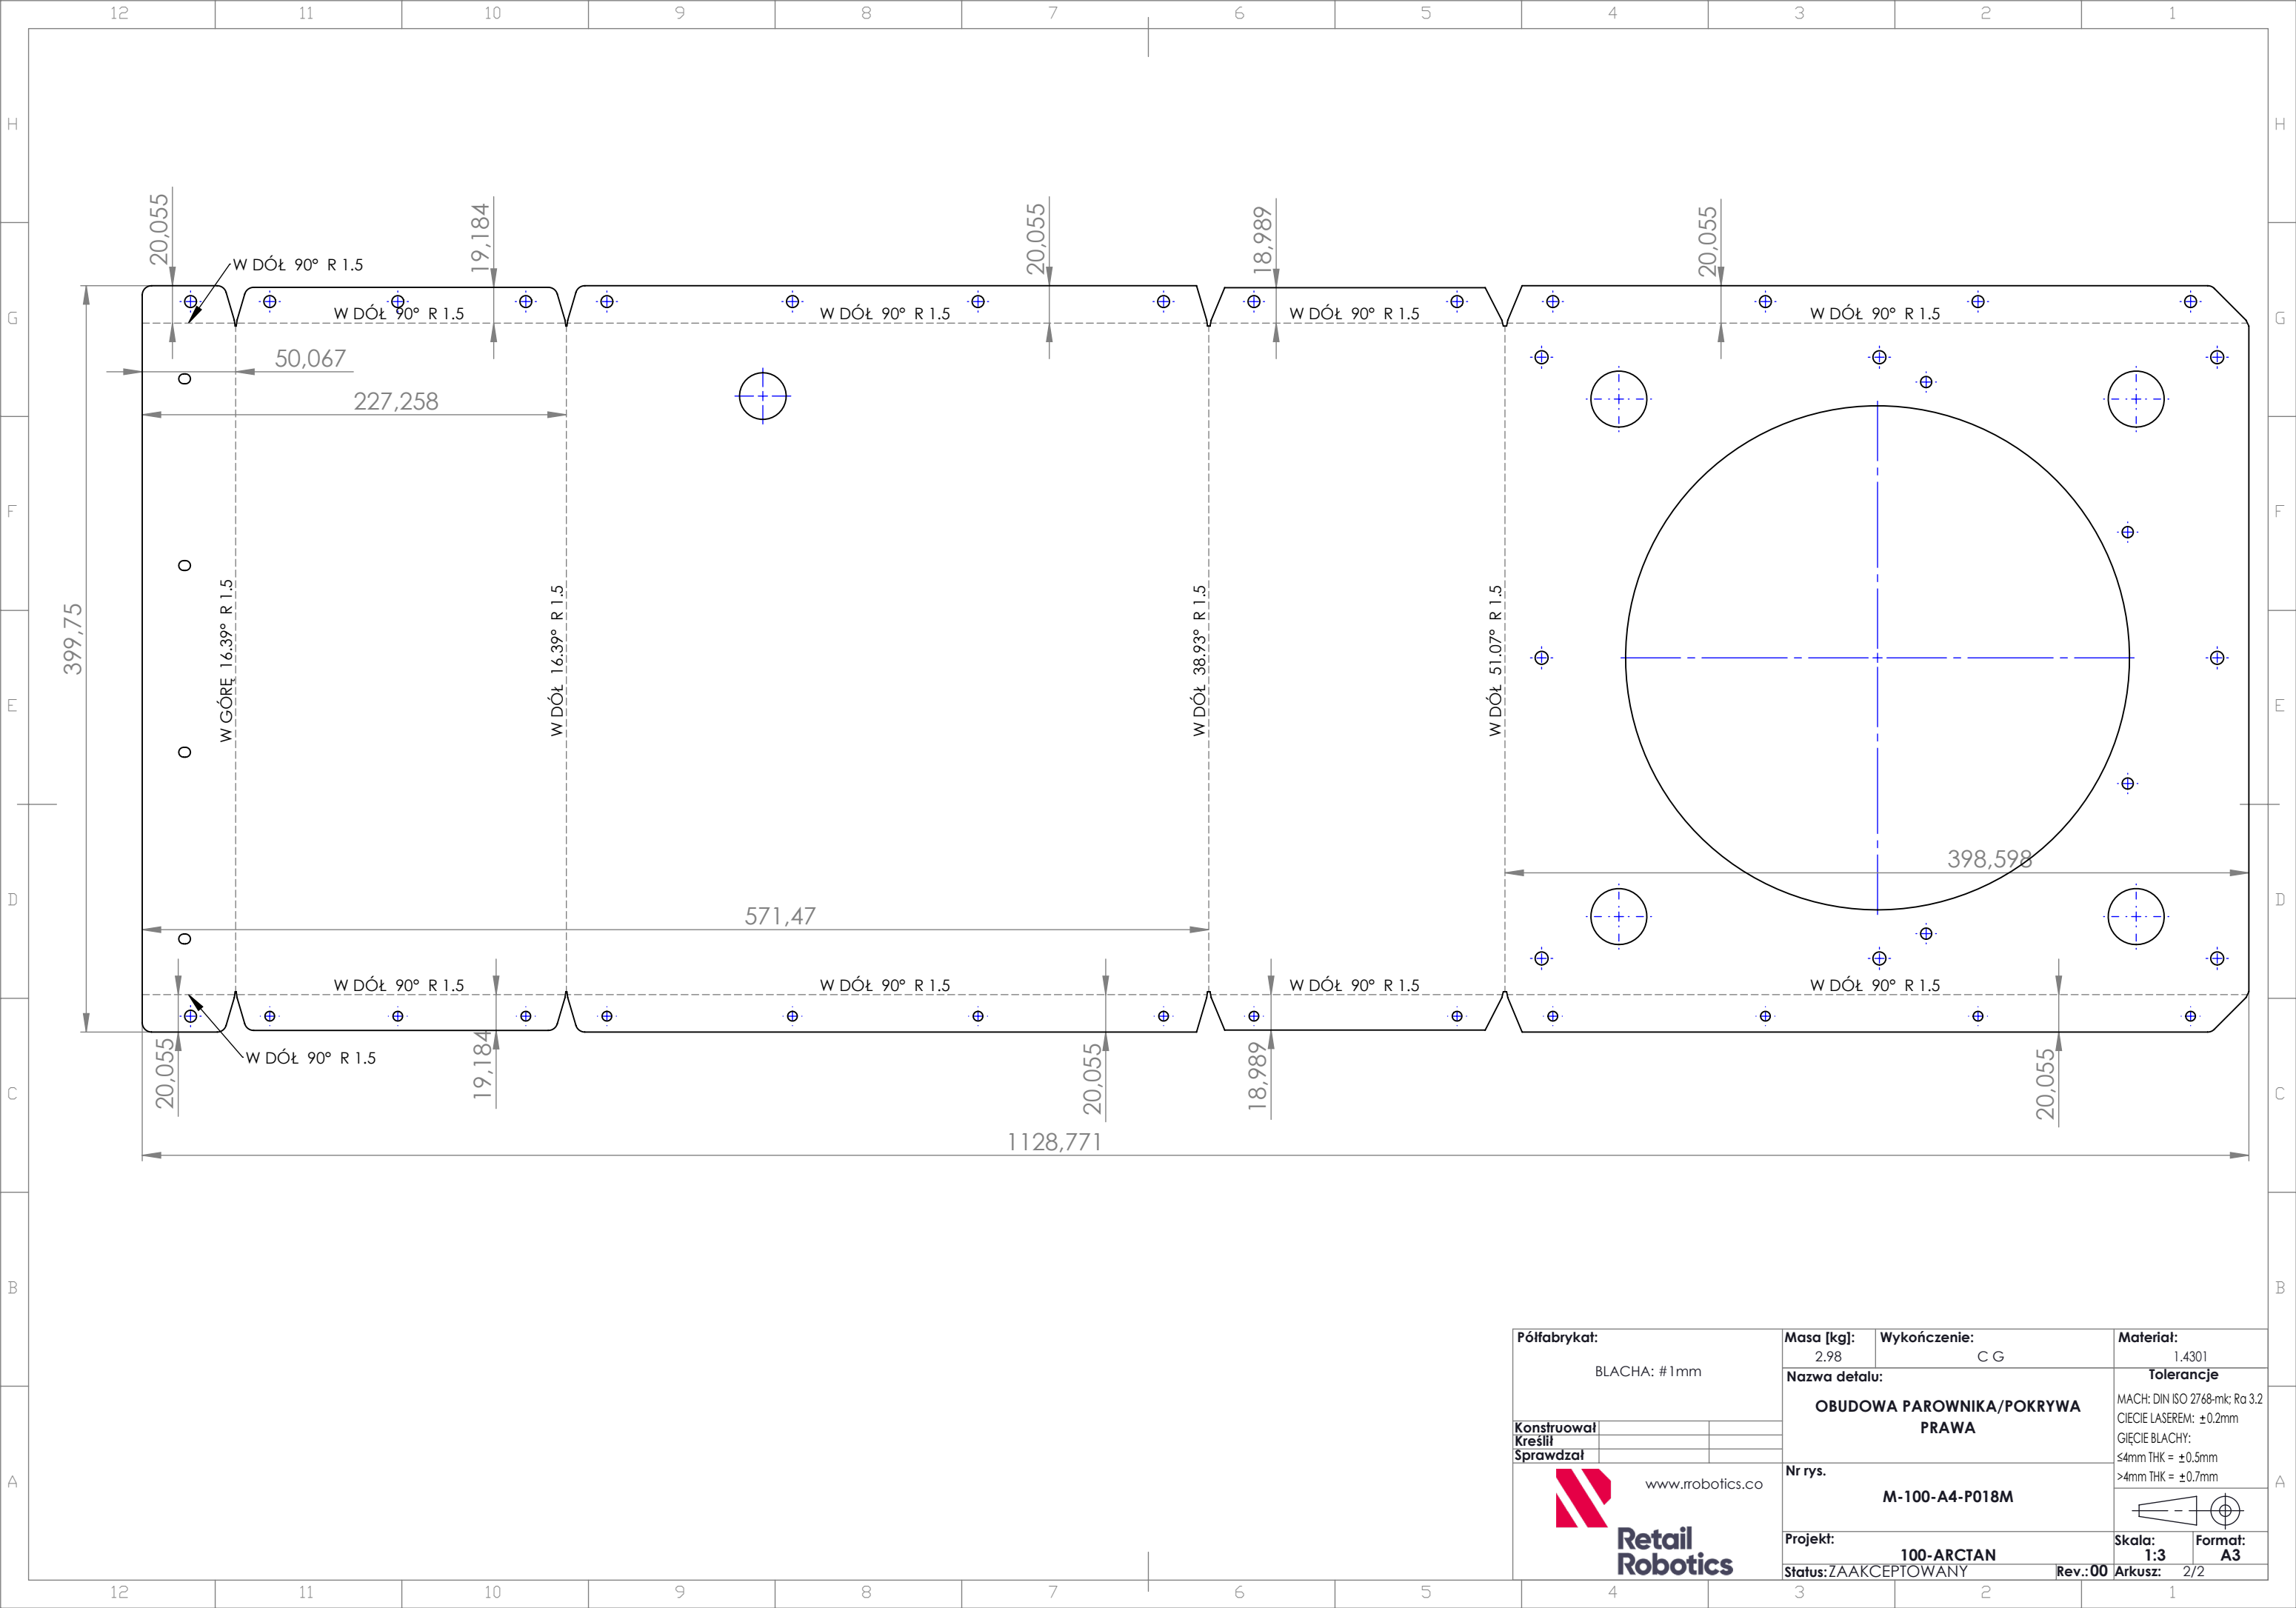 12 11 10 9 8 7 6 5 4 3 2 1
H H
20,055 19,184 20,055 18,989 20,055
W DÓŁ 90° R 1.5
G G
W DÓŁ 90° R 1.5 W DÓŁ 90° R 1.5 W DÓŁ 90° R 1.5 W DÓŁ 90° R 1.5
50,067
227,258
F F
399,75
W GÓRĘ 16.39° R 1.5
W DÓŁ 16.39° R 1.5
W DÓŁ 38.93° R 1.5
W DÓŁ 51.07° R 1.5
E E
398,598
D D
571,47
W DÓŁ 90° R 1.5 W DÓŁ 90° R 1.5 W DÓŁ 90° R 1.5 W DÓŁ 90° R 1.5
W DÓŁ 90° R 1.5
20,055 19,184 20,055 18,989 20,055
C C
1128,771
B B
Półfabrykat:
BLACHA: #1mm
Masa [kg]:
2.98
Wykończenie:
C G
Materiał:
1.4301
Nazwa detalu:
OBUDOWA PAROWNIKA/POKRYWA
PRAWA
Tolerancje
MACH: DIN ISO 2768-mk; Ra 3.2
CIECIE LASEREM: ±0.2mm
GIĘCIE BLACHY:
≤4mm THK = ±0.5mm
>4mm THK = ±0.7mm
Konstruował
Kreślił
Sprawdzał
A A
www.rrobotics.co
Retail
Robotics
Nr rys.
M-100-A4-P018M
Projekt:
100-ARCTAN
Skala:
1:3
Format:
A3
Status: ZAAKCEPTOWANY
Rev.: 00
Arkusz: 2/2
12 11 10 9 8 7 6 5 4 3 2 1